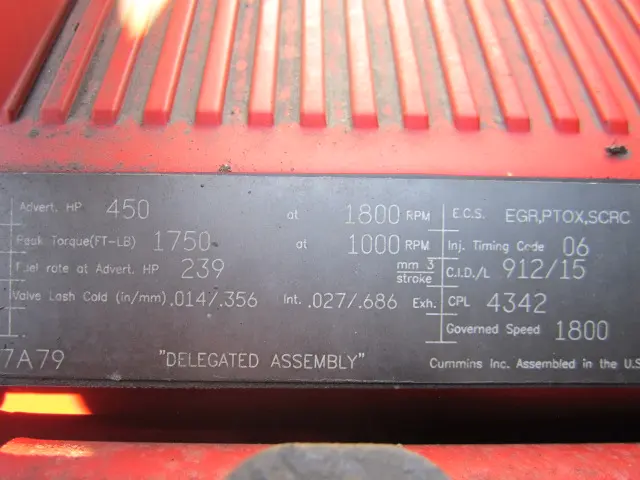 Advert. HP 450 at 1800 RPM
Peak Torque(FT-LB) 1750 at 1000 RPM
Fuel rate at Advert. HP 239 mm 3 / stroke
Valve Lash Cold (in/mm) .014/.356 Int. .027/.686 Exh.
E.C.S. EGR,PTOX,SCRC
Inj. Timing Code 06
C.I.D./L 912/15
CPL 4342
Governed Speed 1800
7A79 "DELEGATED ASSEMBLY" Cummins Inc. Assembled in the U.S